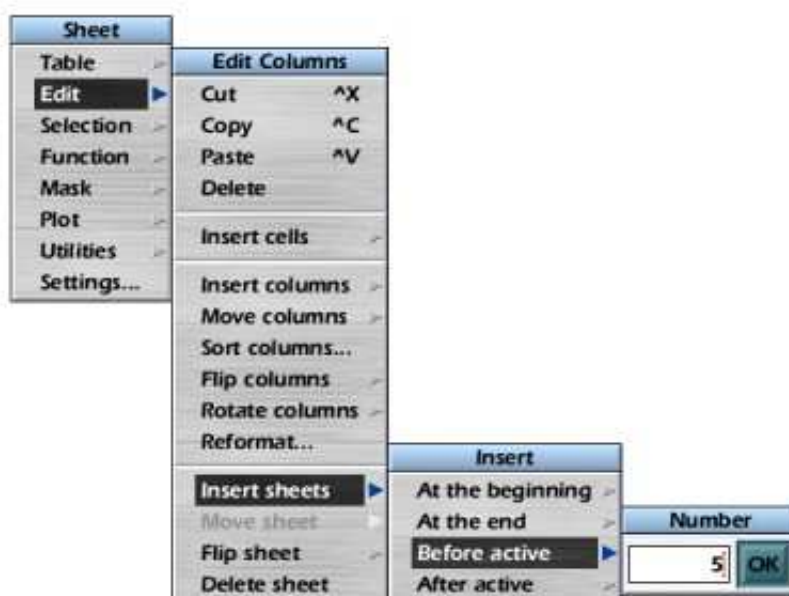 Sheet
Table
Edit
Selection
Function
Mask
Plot
Utilities
Settings...
Edit Columns
Cut ^X
Copy ^C
Paste ^V
Delete
Insert cells
Insert columns
Move columns
Sort columns...
Flip columns
Rotate columns
Reformat...
Insert sheets
Move sheet
Flip sheet
Delete sheet
Insert
At the beginning
At the end
Before active
After active
Number
5 OK